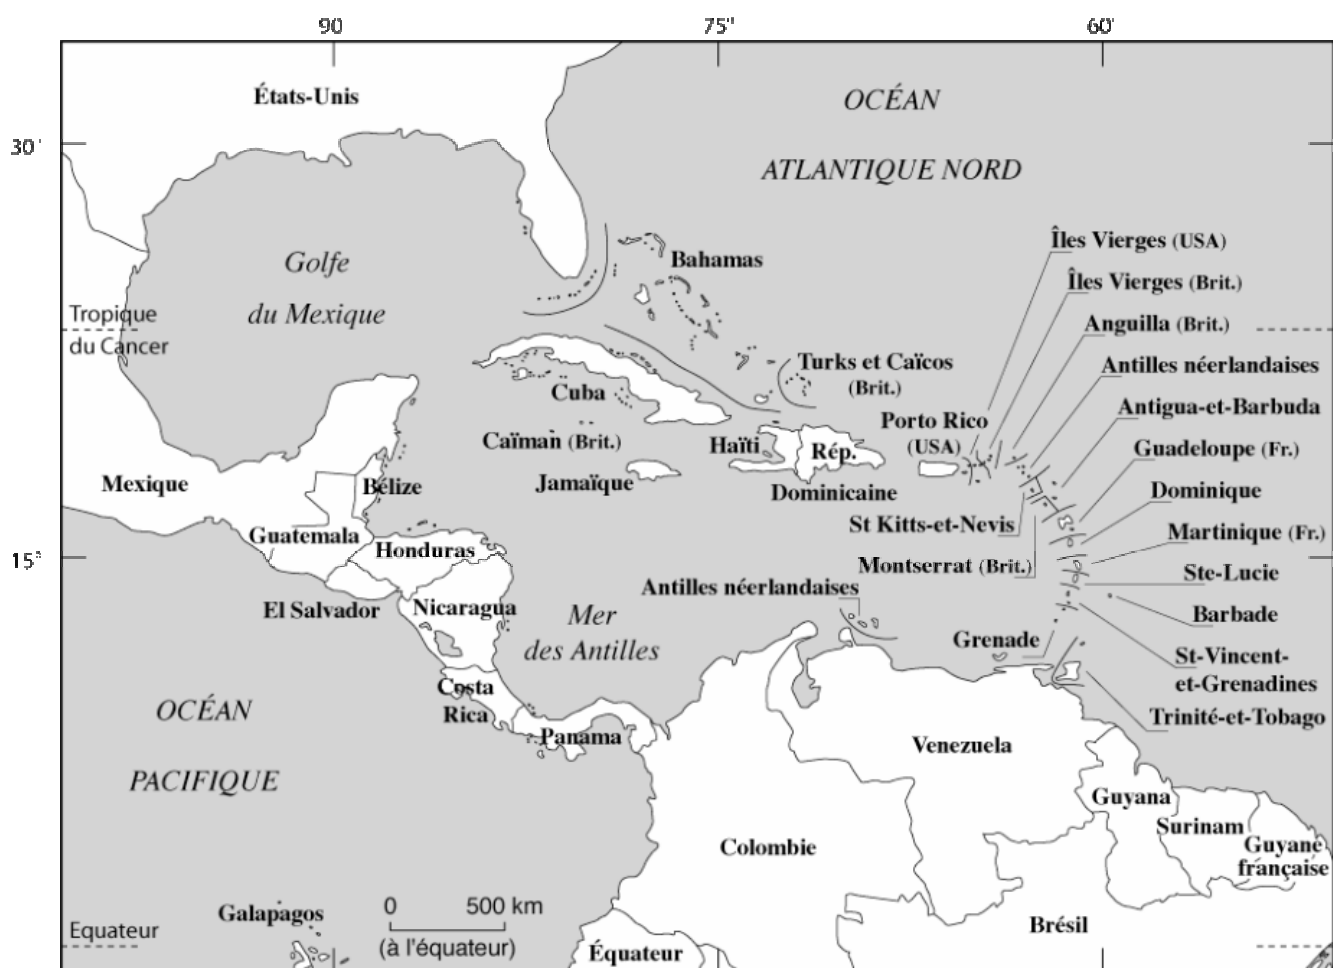 90'
75"
60'
États-Unis
OCÉAN
30'
ATLANTIQUE NORD
Îles Vierges (USA)
Golfe
Bahamas
Îles Vierges (Brit.)
du Mexique
Tropique
Anguilla (Brit.)
du Cancer
Turks et Caïcos
Antilles néerlandaises
(Brit.)
Cuba
Antigua-et-Barbuda
Porto Rico
Caïman (Brit.)
Haïti
(USA)
Rép.
Guadeloupe (Fr.)
Mexique
Bélize
Jamaïque
Dominicaine
Dominique
St Kitts-et-Nevis
Guatemala
Martinique (Fr.)
15"
Honduras
Montserrat (Brit.)
Ste-Lucie
Antilles néerlandaises
El Salvador
Nicaragua
Mer
Barbade
des Antilles
Grenade
St-Vincent-
et-Grenadines
Costa
Rica
OCÉAN
Trinité-et-Tobago
Panama
Venezuela
PACIFIQUE
Guyana
Surinam
Colombie
Guyane
française
Galapagos
0
500 km
Equateur
(à l'équateur)
Brésil
Équateur